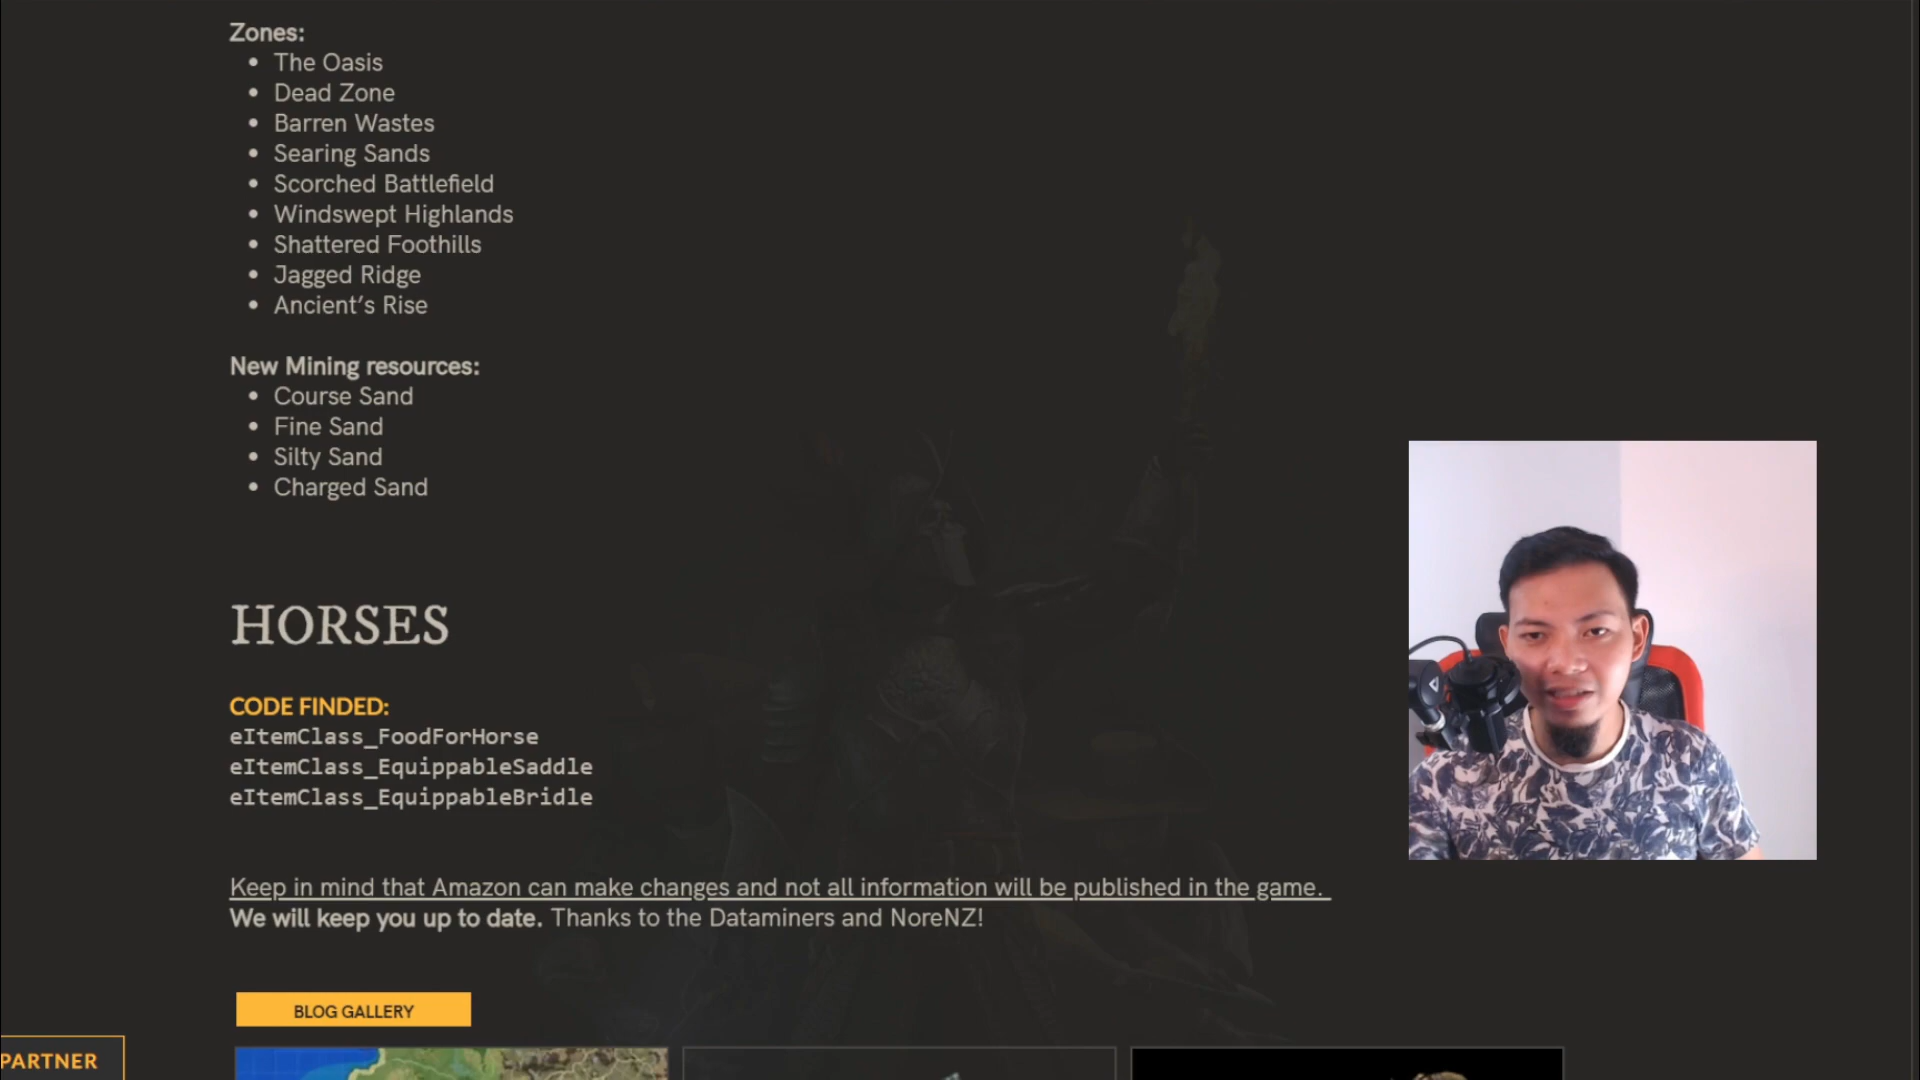 Zones:
The Oasis
Dead Zone
Barren Wastes
Searing Sands
Scorched Battlefield
Windswept Highlands
Shattered Foothills
Jagged Ridge
Ancient’s Rise
New Mining resources:
Course Sand
Fine Sand
Silty Sand
Charged Sand
HORSES
CODE FINDED:
eItemClass_FoodForHorse
eItemClass_EquippableSaddle
eItemClass_EquippableBridle
Keep in mind that Amazon can make changes and not all information will be published in the game.
We will keep you up to date. Thanks to the Dataminers and NoreNZ!
BLOG GALLERY
PARTNER